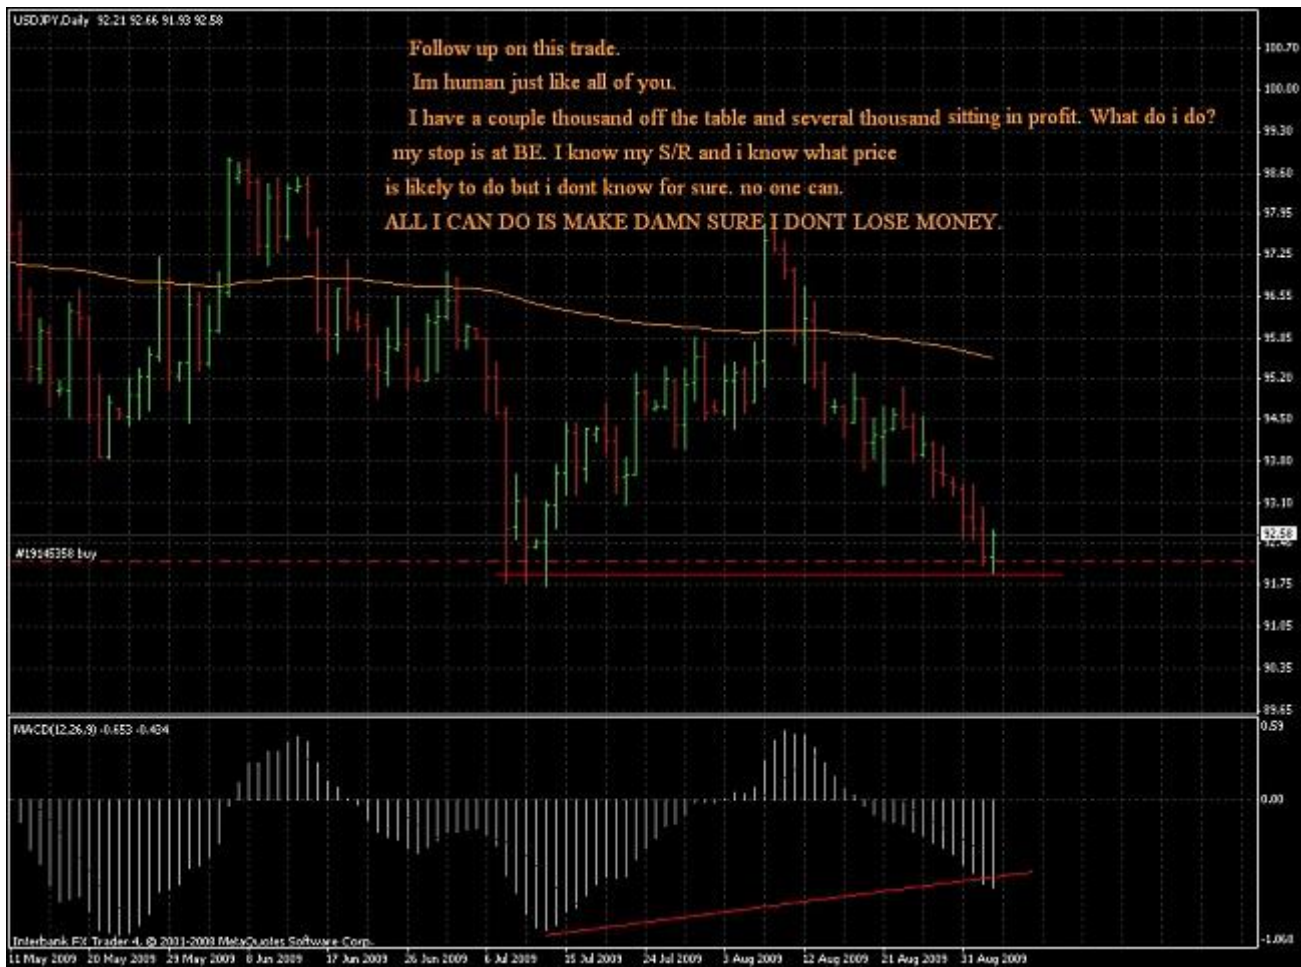 USDJPY,Daily 92.21 92.66 91.93 92.58
Follow up on this trade.
Im human just like all of you.
I have a couple thousand off the table and several thousand sitting in profit. What do i do?
my stop is at BE. I know my S/R and i know what price
is likely to do but i dont know for sure. no one can.
ALL I CAN DO IS MAKE DAMN SURE I DONT LOSE MONEY.
100.70
100.00
99.30
98.60
97.95
97.25
96.55
95.85
95.20
94.50
93.80
93.10
92.58
92.40
#19145358 buy
91.75
91.05
90.35
89.65
MACD(12,26,9) -0.653 -0.434
0.59
0.00
-1.068
Interbank FX Trader 4, © 2001-2008 MetaQuotes Software Corp.
11 May 2009 20 May 2009 29 May 2009 8 Jun 2009 17 Jun 2009 26 Jun 2009 6 Jul 2009 15 Jul 2009 24 Jul 2009 3 Aug 2009 12 Aug 2009 21 Aug 2009 31 Aug 2009